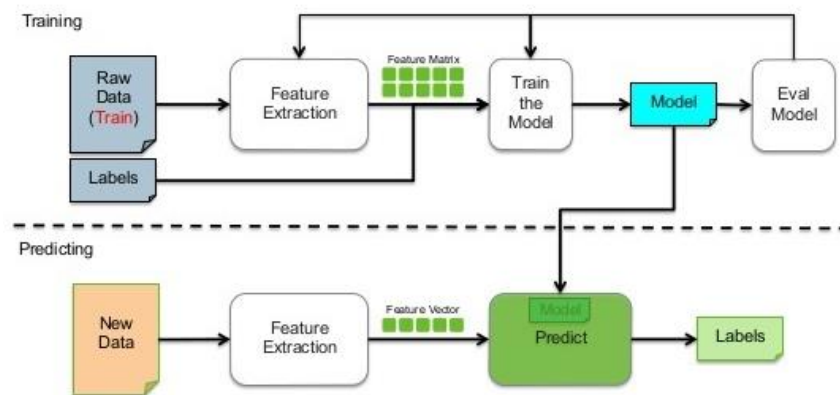 Training
Raw
Data
(Train)
Labels
Feature
Extraction
Feature Matrix
Train
the
Model
Model
Eval
Model
Predicting
New
Data
Feature
Extraction
Feature Vector
Model
Predict
Labels